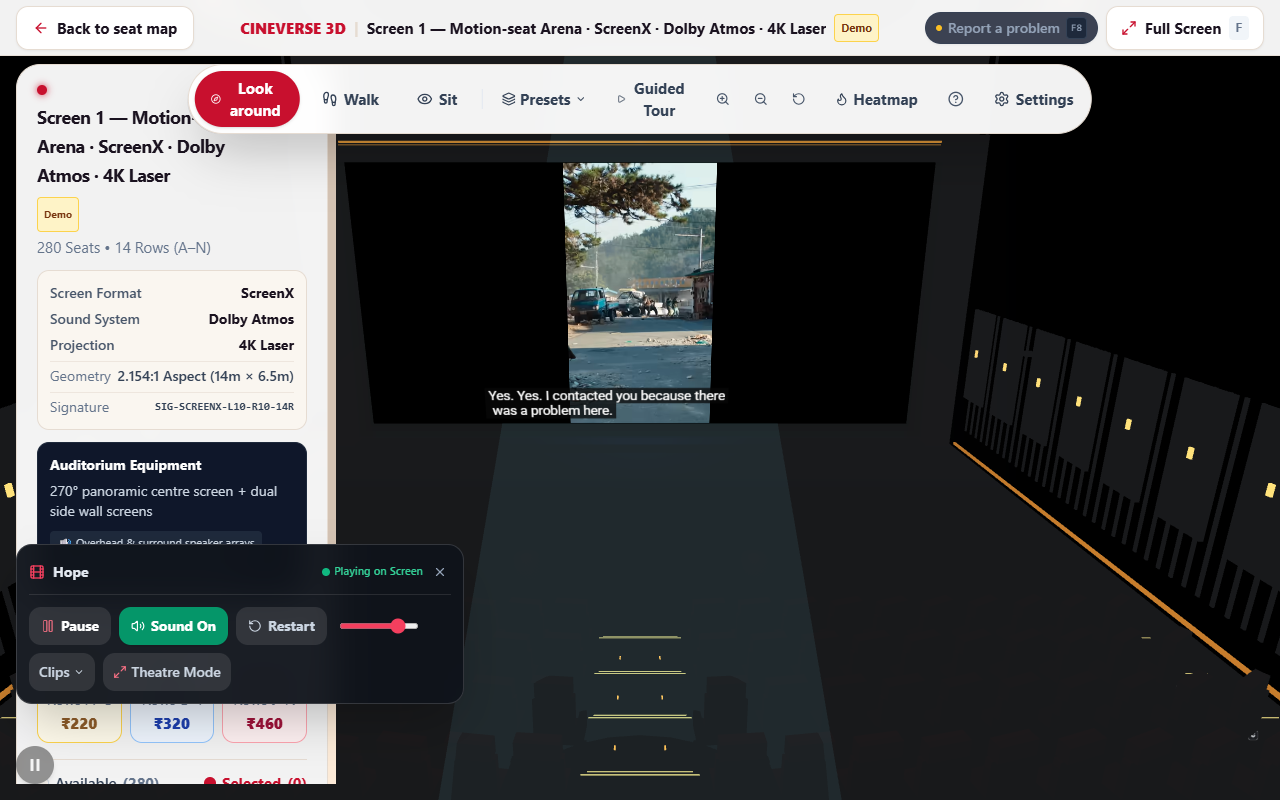 Back to seat map
CINEVERSE 3D | Screen 1 — Motion-seat Arena · ScreenX · Dolby Atmos · 4K Laser Demo
Report a problem F8
Full Screen F
Look around
Walk
Sit
Presets
Guided Tour
Heatmap
Settings
Screen 1 — Motion-
Arena · ScreenX · Dolby
Atmos · 4K Laser
Demo
280 Seats • 14 Rows (A–N)
Screen Format ScreenX
Sound System Dolby Atmos
Projection 4K Laser
Geometry 2.154:1 Aspect (14m × 6.5m)
Signature SIG-SCREENX-L10-R10-14R
Auditorium Equipment
270° panoramic centre screen + dual
side wall screens
Overhead & surround speaker arrays
Yes. Yes. I contacted you because there
was a problem here.
Hope
Playing on Screen
Pause
Sound On
Restart
Clips
Theatre Mode
₹220
₹320
₹460
Available (280)
Selected (0)